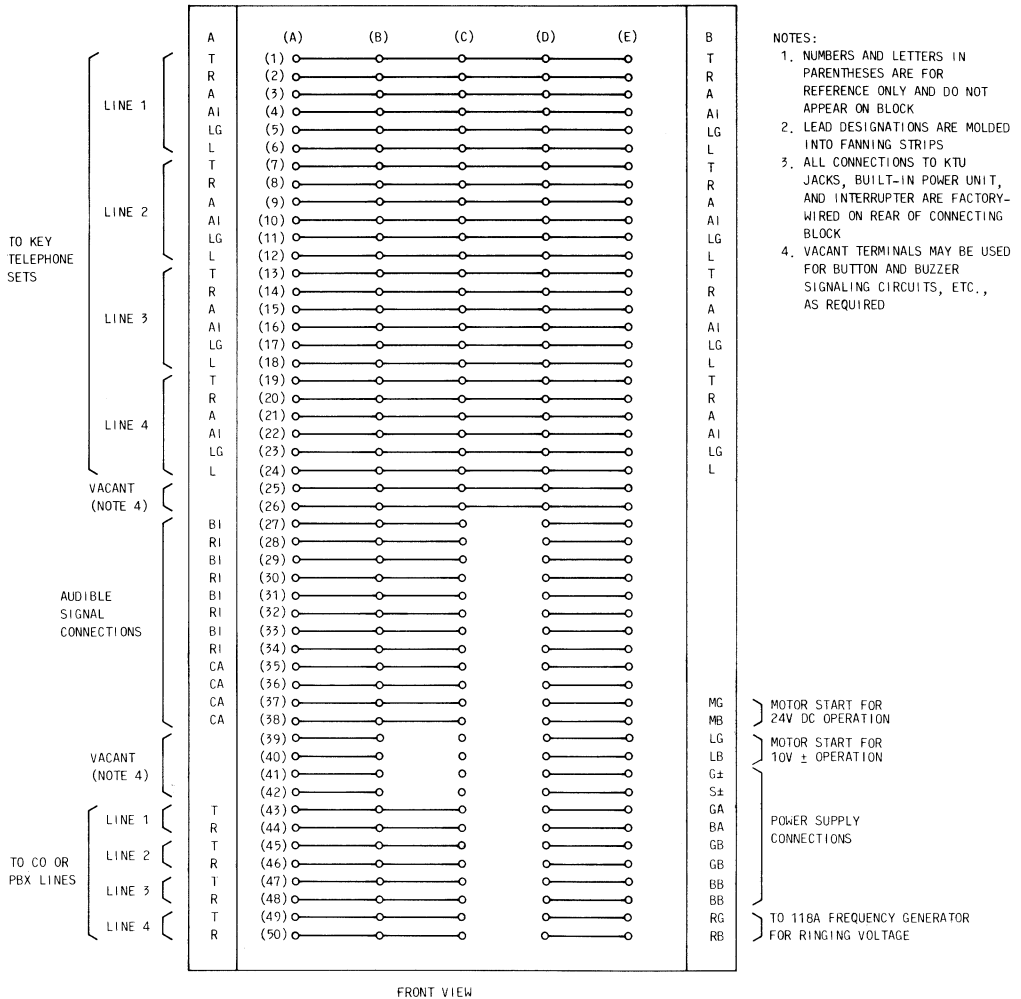 A (A) (B) (C) (D) (E) B
T (1) T
R (2) R
A (3) A
AI (4) AI
LG (5) LG
L (6) L
LINE 1
T (7) T
R (8) R
A (9) A
AI (10) AI
LG (11) LG
L (12) L
LINE 2
T (13) T
R (14) R
A (15) A
AI (16) AI
LG (17) LG
L (18) L
LINE 3
T (19) T
R (20) R
A (21) A
AI (22) AI
LG (23) LG
L (24) L
LINE 4
TO KEY
TELEPHONE
SETS
(25)
(26)
VACANT
(NOTE 4)
BI (27)
RI (28)
BI (29)
RI (30)
BI (31)
RI (32)
BI (33)
RI (34)
CA (35)
CA (36)
CA (37) MG
CA (38) MB
AUDIBLE
SIGNAL
CONNECTIONS
MOTOR START FOR
24V DC OPERATION
(39) LG
(40) LB
(41) G±
(42) S±
VACANT
(NOTE 4)
MOTOR START FOR
10V ± OPERATION
T (43) GA
R (44) BA
LINE 1
T (45) GB
R (46) GB
LINE 2
T (47) BB
R (48) BB
LINE 3
T (49) RG
R (50) RB
LINE 4
TO CO OR
PBX LINES
POWER SUPPLY
CONNECTIONS
TO 118A FREQUENCY GENERATOR
FOR RINGING VOLTAGE
NOTES:
1. NUMBERS AND LETTERS IN
PARENTHESES ARE FOR
REFERENCE ONLY AND DO NOT
APPEAR ON BLOCK
2. LEAD DESIGNATIONS ARE MOLDED
INTO FANNING STRIPS
3. ALL CONNECTIONS TO KTU
JACKS, BUILT-IN POWER UNIT,
AND INTERRUPTER ARE FACTORY-
WIRED ON REAR OF CONNECTING
BLOCK
4. VACANT TERMINALS MAY BE USED
FOR BUTTON AND BUZZER
SIGNALING CIRCUITS, ETC.,
AS REQUIRED
FRONT VIEW